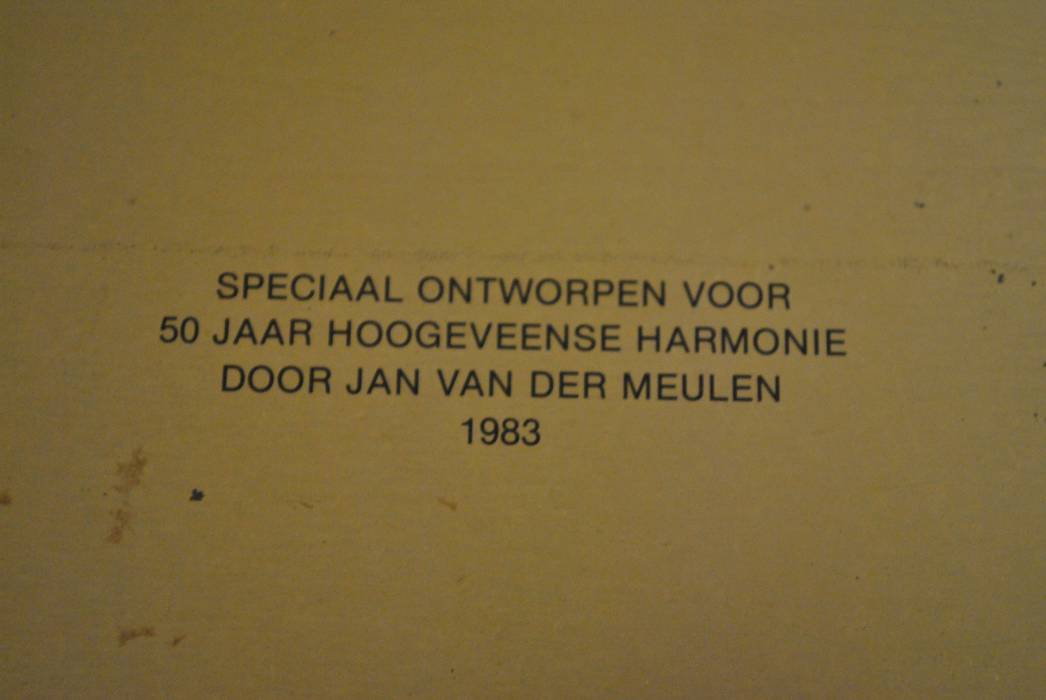 SPECIAAL ONTWORPEN VOOR
50 JAAR HOOGEVEENSE HARMONIE
DOOR JAN VAN DER MEULEN
1983